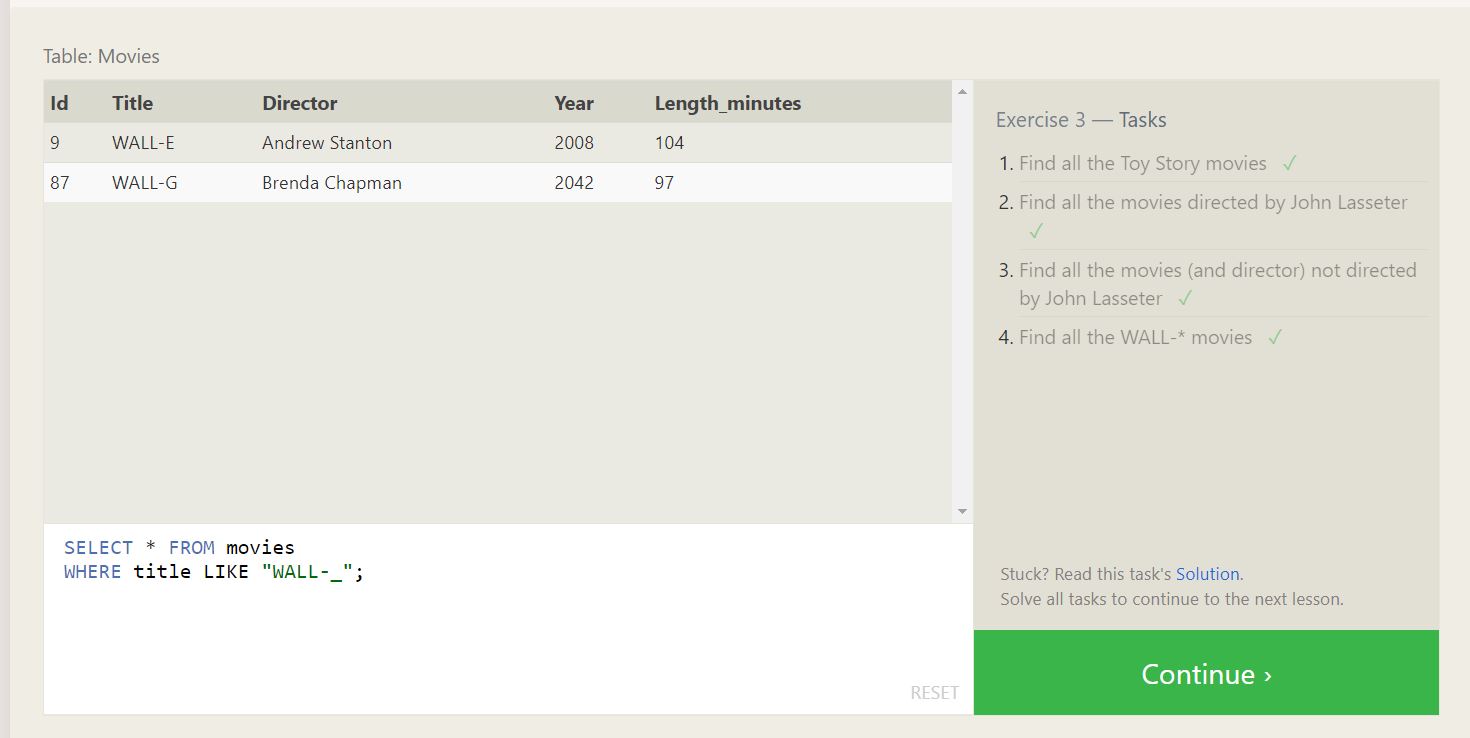 Table: Movies
Id Title Director Year Length_minutes
9 WALL-E Andrew Stanton 2008 104
87 WALL-G Brenda Chapman 2042 97
SELECT * FROM movies
WHERE title LIKE "WALL-_";
RESET
Exercise 3 — Tasks
1. Find all the Toy Story movies ✓
2. Find all the movies directed by John Lasseter
✓
3. Find all the movies (and director) not directed
by John Lasseter ✓
4. Find all the WALL-* movies ✓
Stuck? Read this task's Solution.
Solve all tasks to continue to the next lesson.
Continue ›